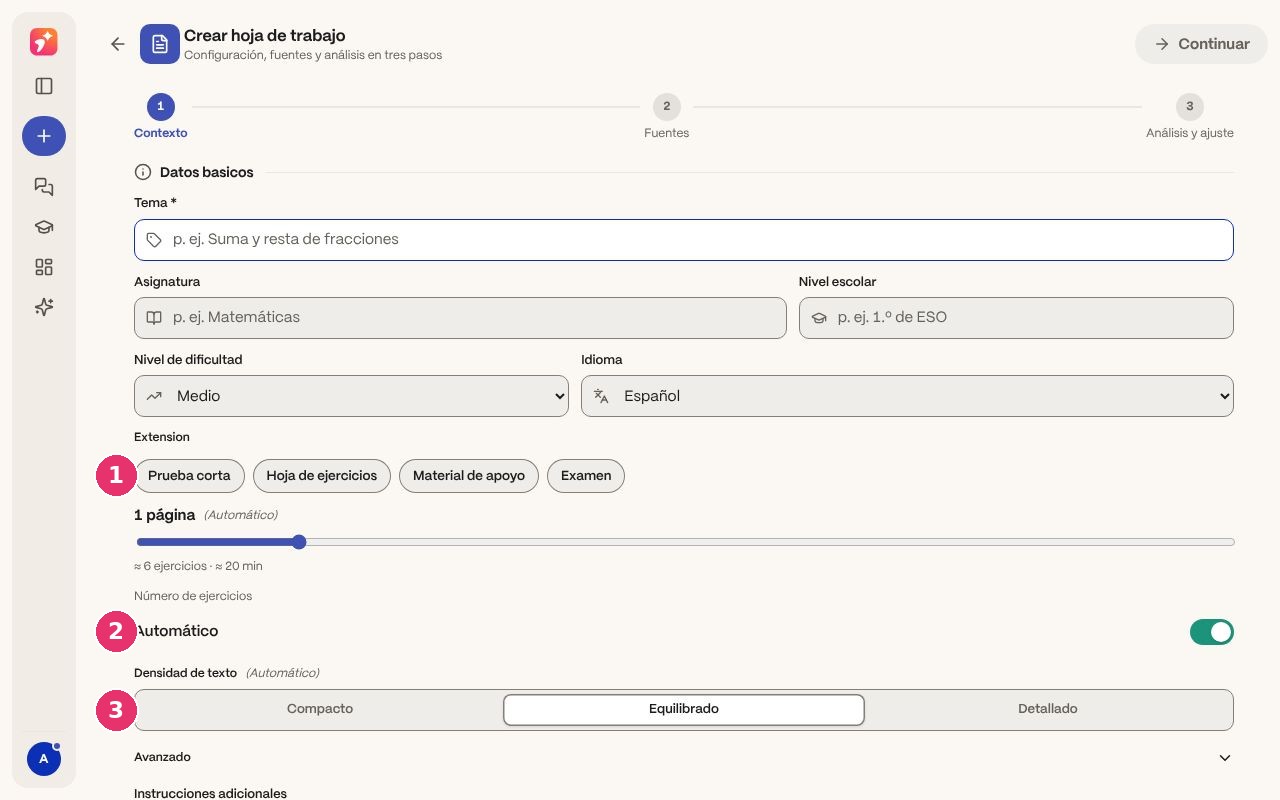 Crear hoja de trabajo
Configuración, fuentes y análisis en tres pasos
Continuar
1
2
3
Contexto
Fuentes
Análisis y ajuste
Datos basicos
Tema *
p. ej. Suma y resta de fracciones
Asignatura
Nivel escolar
p. ej. Matemáticas
p. ej. 1.º de ESO
Nivel de dificultad
Idioma
Medio
Español
Extension
1
Prueba corta
Hoja de ejercicios
Material de apoyo
Examen
1 página (Automático)
≈ 6 ejercicios · ≈ 20 min
Número de ejercicios
2
Automático
Densidad de texto (Automático)
3
Compacto
Equilibrado
Detallado
Avanzado
Instrucciones adicionales
A